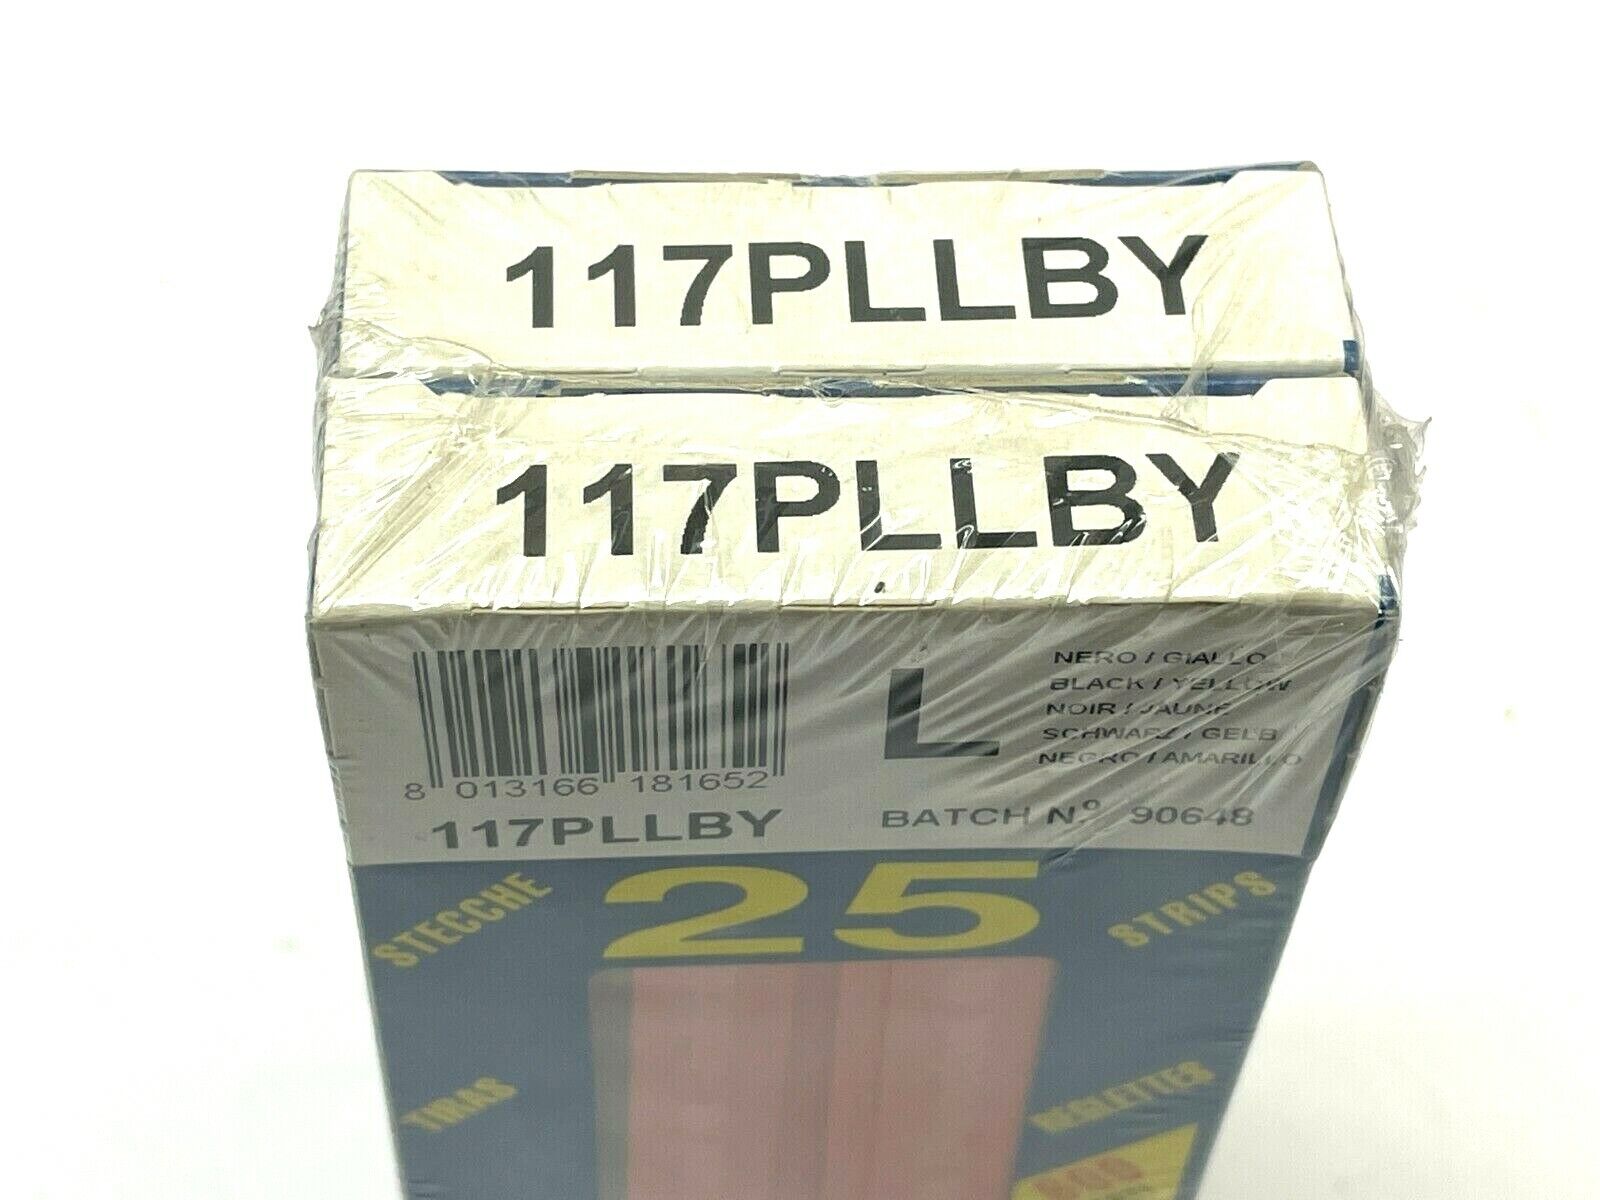 117PLLBY
117PLLBY
NERO / GIALLO
BLACK / YELLOW
L
NOIR / JAUNE
SCHWARZ / GELB
NEGRO / AMARILLO
8 013166 181652
117PLLBY
BATCH N.º 90648
STECCHE
25
STRIPS
TIRAS
REGLETTES